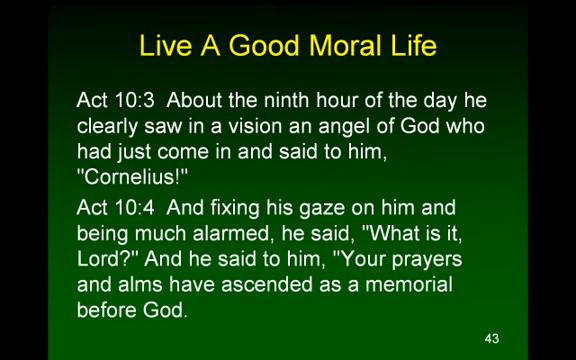 Live A Good Moral Life
Act 10:3  About the ninth hour of the day he
clearly saw in a vision an angel of God who
had just come in and said to him,
"Cornelius!"
Act 10:4  And fixing his gaze on him and
being much alarmed, he said, "What is it,
Lord?" And he said to him, "Your prayers
and alms have ascended as a memorial
before God.
43